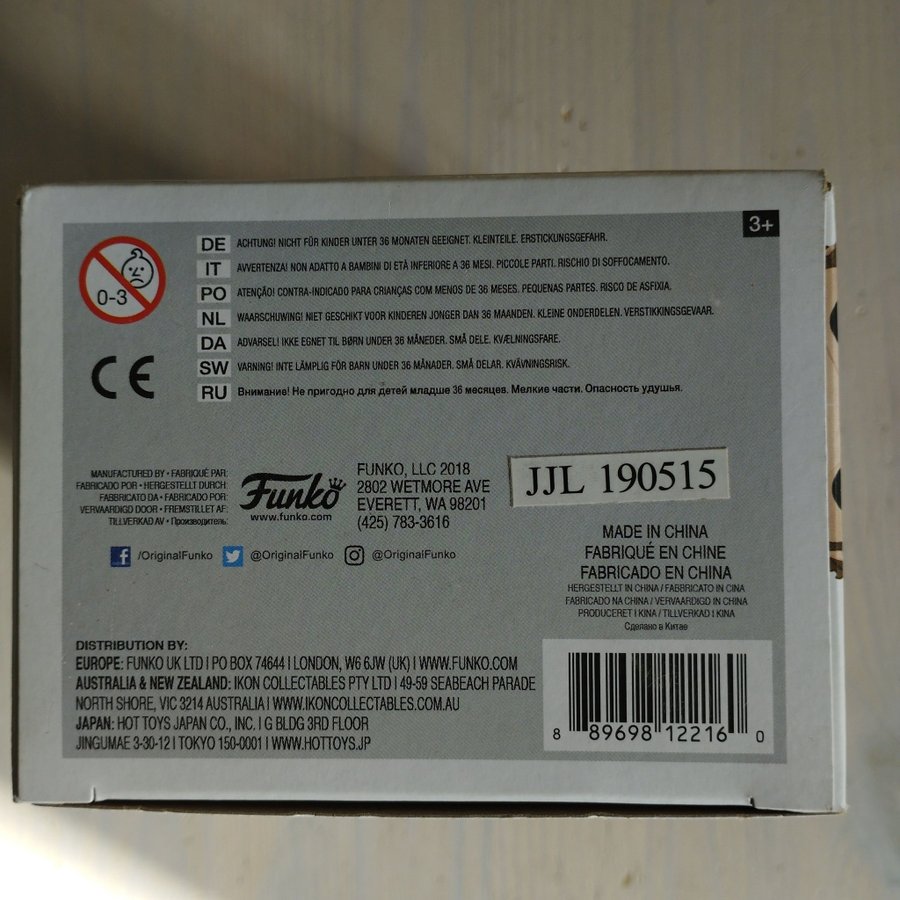 3+
0-3
DE ACHTUNG! NICHT FÜR KINDER UNTER 36 MONATEN GEEIGNET. KLEINTEILE. ERSTICKUNGSGEFAHR.
IT AVVERTENZA! NON ADATTO A BAMBINI DI ETÀ INFERIORE A 36 MESI. PICCOLE PARTI. RISCHIO DI SOFFOCAMENTO.
PO ATENÇÃO! CONTRA-INDICADO PARA CRIANÇAS COM MENOS DE 36 MESES. PEQUENAS PARTES. RISCO DE ASFIXIA.
NL WAARSCHUWING! NIET GESCHIKT VOOR KINDEREN JONGER DAN 36 MAANDEN. KLEINE ONDERDELEN. VERSTIKKINGSGEVAAR.
DA ADVARSEL! IKKE EGNET TIL BØRN UNDER 36 MÅNEDER. SMÅ DELE. KVÆLNINGSFARE.
SW VARNING! INTE LÄMPLIG FÖR BARN UNDER 36 MÅNADER. SMÅ DELAR. KVÄVNINGSRISK.
RU Внимание! Не пригодно для детей младше 36 месяцев. Мелкие части. Опасность удушья.
CE
MANUFACTURED BY • FABRIQUÉ PAR:
FABRICADO POR • HERGESTELLT DURCH:
FABBRICATO DA • FABRICADO POR:
VERVAARDIGD DOOR • FREMSTILLET AF:
TILLVERKAD AV • Производитель:
Funko
www.funko.com
FUNKO, LLC 2018
2802 WETMORE AVE
EVERETT, WA 98201
(425) 783-3616
JJL 190515
/OriginalFunko @OriginalFunko @OriginalFunko
MADE IN CHINA
FABRIQUÉ EN CHINE
FABRICADO EN CHINA
HERGESTELLT IN CHINA / FABBRICATO IN CINA
FABRICADO NA CHINA / VERVAARDIGD IN CHINA
PRODUCERET I KINA / TILLVERKAD I KINA
Сделано в Китае
DISTRIBUTION BY:
EUROPE: FUNKO UK LTD | PO BOX 74644 | LONDON, W6 6JW (UK) | WWW.FUNKO.COM
AUSTRALIA & NEW ZEALAND: IKON COLLECTABLES PTY LTD | 49-59 SEABEACH PARADE
NORTH SHORE, VIC 3214 AUSTRALIA | WWW.IKONCOLLECTABLES.COM.AU
JAPAN: HOT TOYS JAPAN CO., INC. | G BLDG 3RD FLOOR
JINGUMAE 3-30-12 | TOKYO 150-0001 | WWW.HOTTOYS.JP
8 89698 12216 0